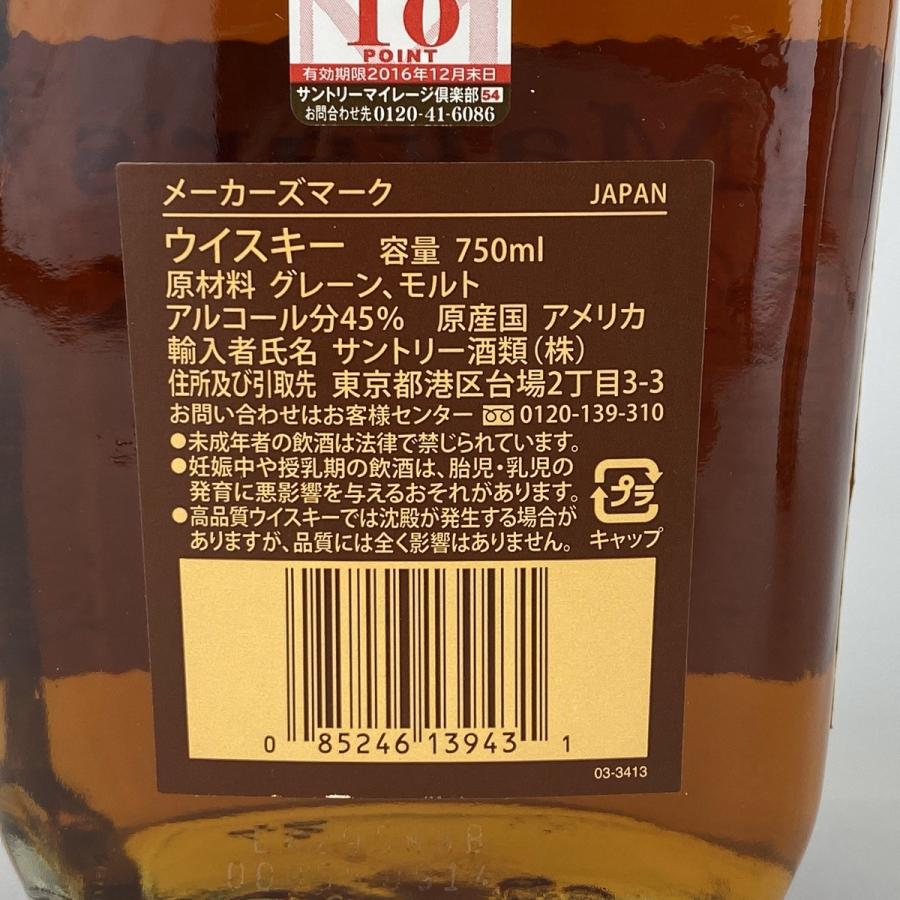 10
POINT
有効期限2016年12月末日
サントリーマイレージ倶楽部54
お問合わせ先0120-41-6086
メーカーズマーク JAPAN
ウイスキー 容量 750ml
原材料 グレーン、モルト
アルコール分45% 原産国 アメリカ
輸入者氏名 サントリー酒類(株)
住所及び引取先 東京都港区台場2丁目3-3
お問い合わせはお客様センター 0120-139-310
●未成年者の飲酒は法律で禁じられています。
●妊娠中や授乳期の飲酒は、胎児・乳児の
発育に悪影響を与えるおそれがあります。
●高品質ウイスキーでは沈殿が発生する場合が
ありますが、品質には全く影響はありません。
プラ
キャップ
0 85246 13943 1
03-3413